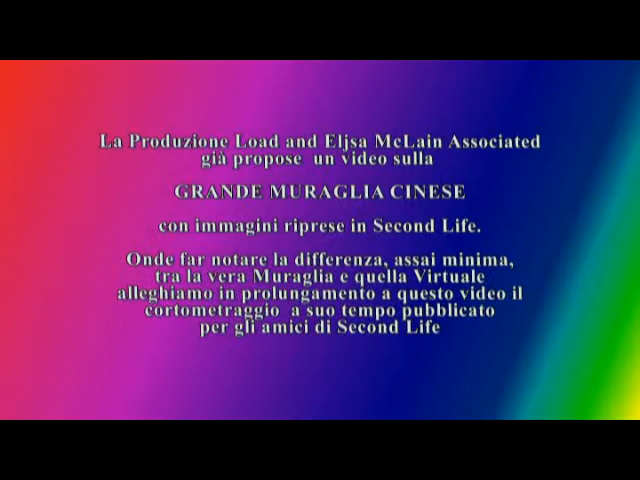 La Produzione Load and Eljsa McLain Associated
già propose un video sulla
GRANDE MURAGLIA CINESE
con immagini riprese in Second Life.
Onde far notare la differenza, assai minima,
tra la vera Muraglia e quella Virtuale
alleghiamo in prolungamento a questo video il
cortometraggio a suo tempo pubblicato
per gli amici di Second Life